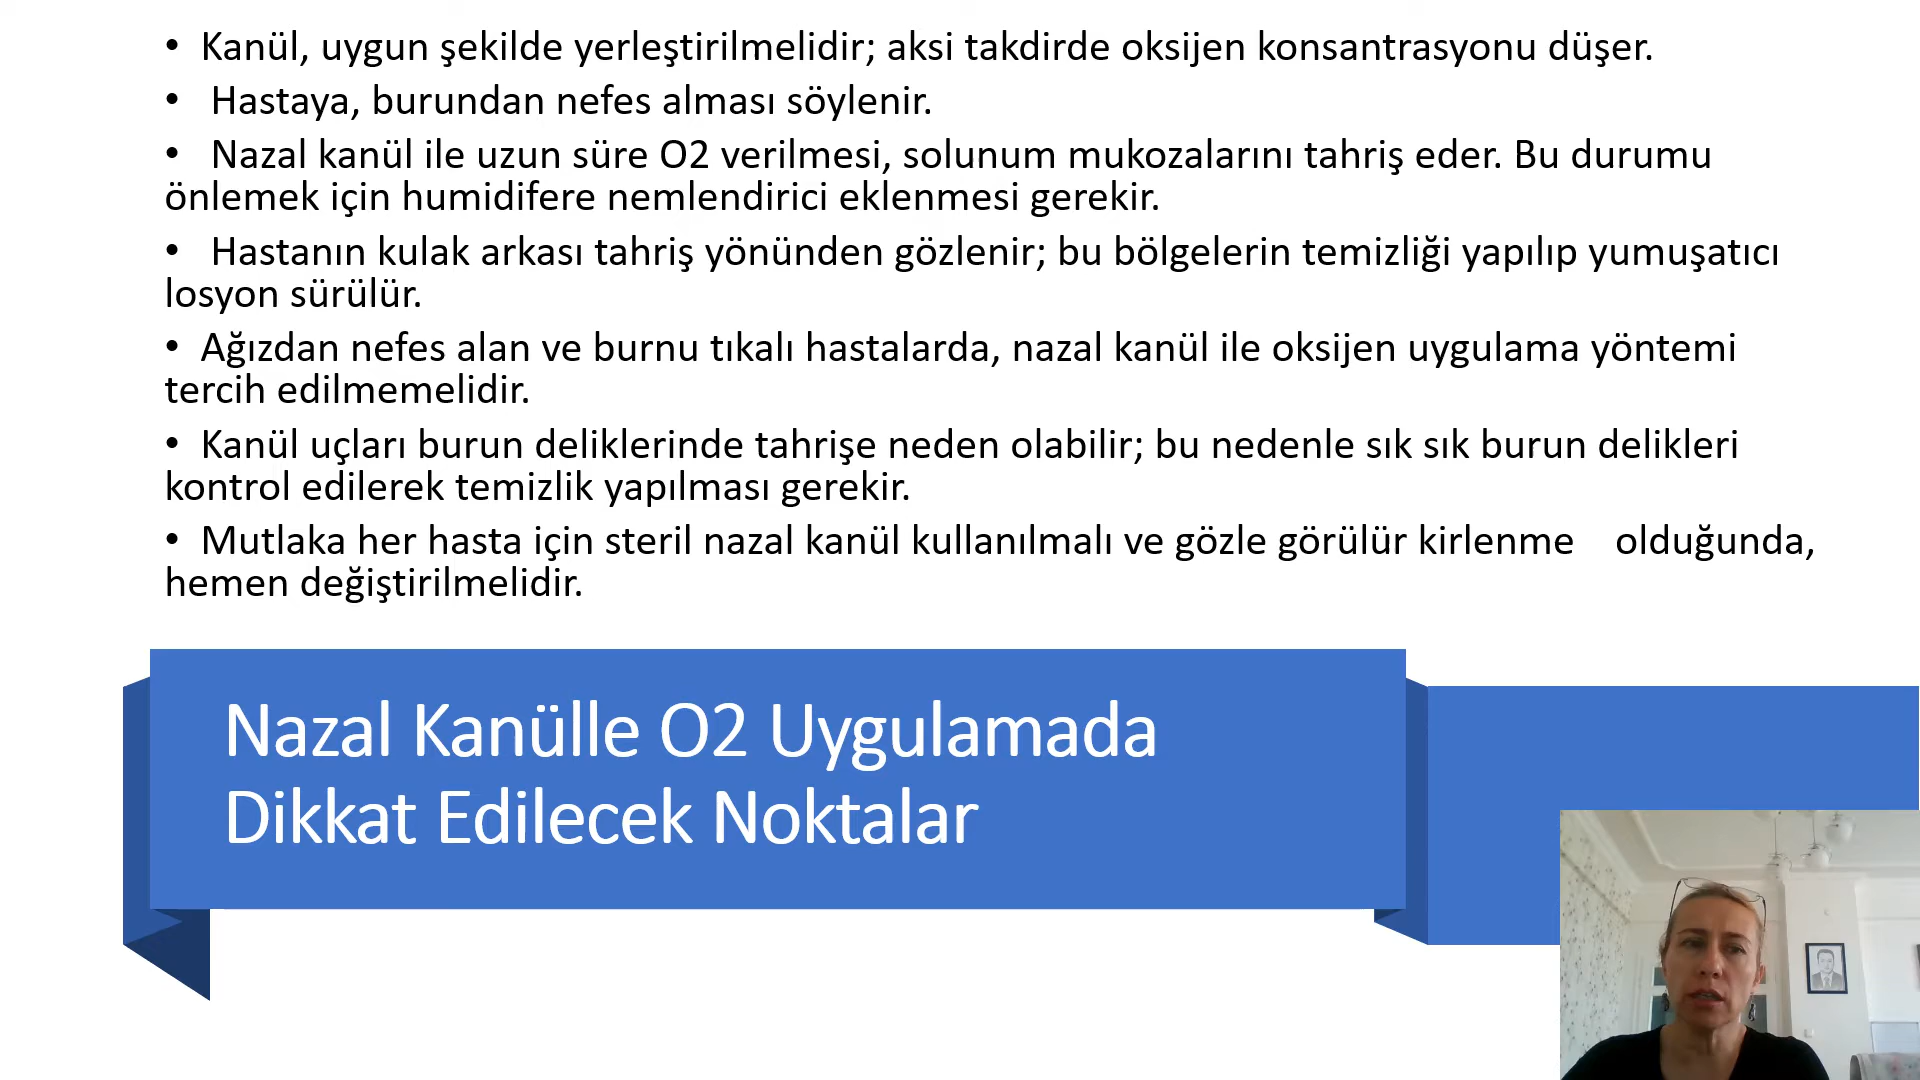 • Kanül, uygun şekilde yerleştirilmelidir; aksi takdirde oksijen konsantrasyonu düşer.
• Hastaya, burundan nefes alması söylenir.
• Nazal kanül ile uzun süre O2 verilmesi, solunum mukozalarını tahriş eder. Bu durumu
önlemek için humidifere nemlendirici eklenmesi gerekir.
• Hastanın kulak arkası tahriş yönünden gözlenir; bu bölgelerin temizliği yapılıp yumuşatıcı
losyon sürülür.
• Ağızdan nefes alan ve burnu tıkalı hastalarda, nazal kanül ile oksijen uygulama yöntemi
tercih edilmemelidir.
• Kanül uçları burun deliklerinde tahrişe neden olabilir; bu nedenle sık sık burun delikleri
kontrol edilerek temizlik yapılması gerekir.
• Mutlaka her hasta için steril nazal kanül kullanılmalı ve gözle görülür kirlenme olduğunda,
hemen değiştirilmelidir.
Nazal Kanülle O2 Uygulamada
Dikkat Edilecek Noktalar